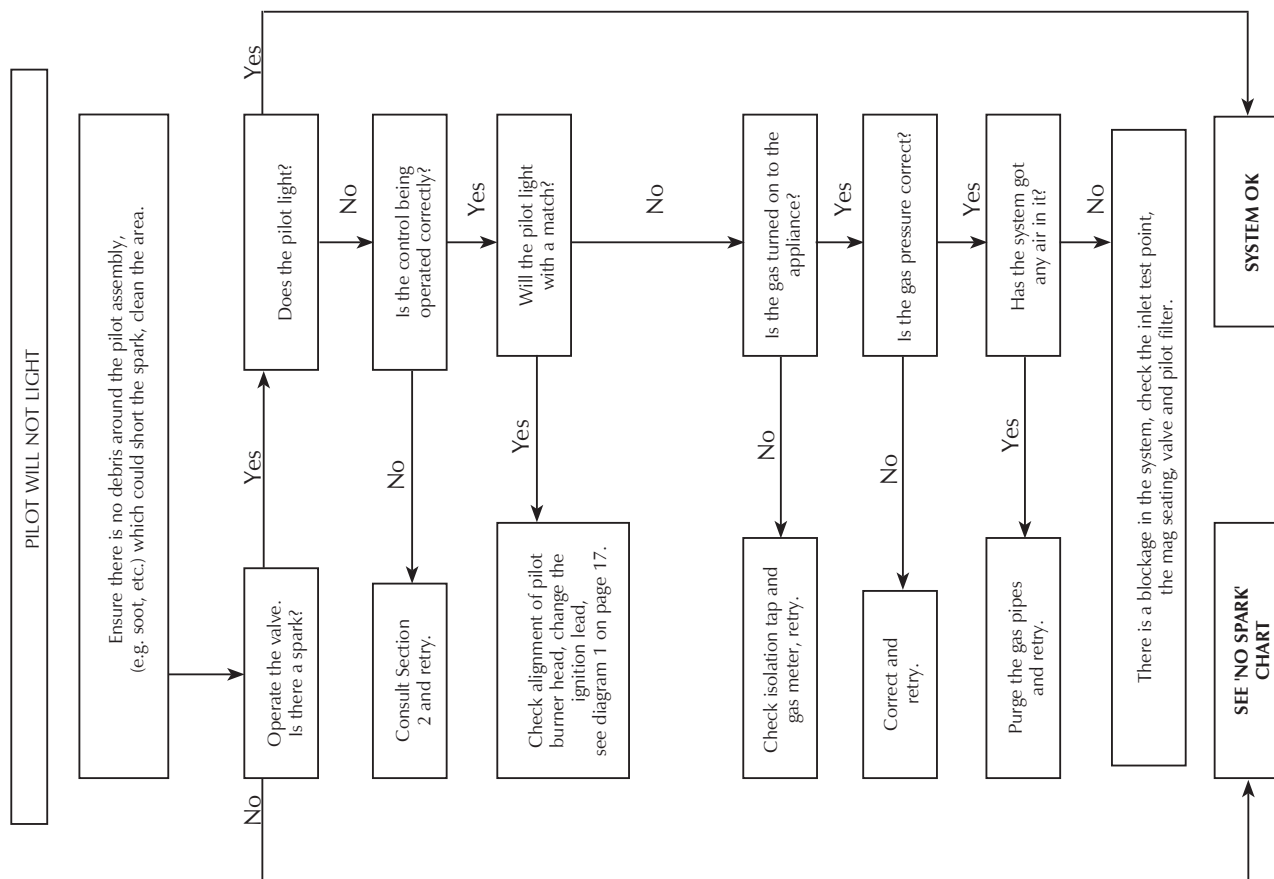 PILOT WILL NOT LIGHT
Ensure there is no debris around the pilot assembly,
(e.g. soot, etc.) which could short the spark, clean the area.
Operate the valve.
Is there a spark?
Yes
No
Does the pilot light?
Yes
No
Is the control being
operated correctly?
No
Consult Section
2 and retry.
Yes
Will the pilot light
with a match?
Yes
Check alignment of pilot
burner head, change the
ignition lead,
see diagram 1 on page 17.
No
Is the gas turned on to the
appliance?
No
Check isolation tap and
gas meter, retry.
Yes
Is the gas pressure correct?
No
Correct and
retry.
Yes
Has the system got
any air in it?
Yes
Purge the gas pipes
and retry.
No
There is a blockage in the system, check the inlet test point,
the mag seating, valve and pilot filter.
SEE 'NO SPARK'
CHART
SYSTEM OK